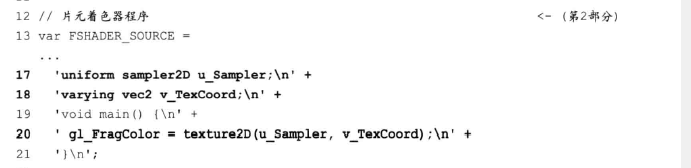 12 // 片元着色器程序 <- (第2部分)
13 var FSHADER_SOURCE =
...
17 'uniform sampler2D u_Sampler;\n' +
18 'varying vec2 v_TexCoord;\n' +
19 'void main() {\n' +
20 ' gl_FragColor = texture2D(u_Sampler, v_TexCoord);\n' +
21 '}\n';